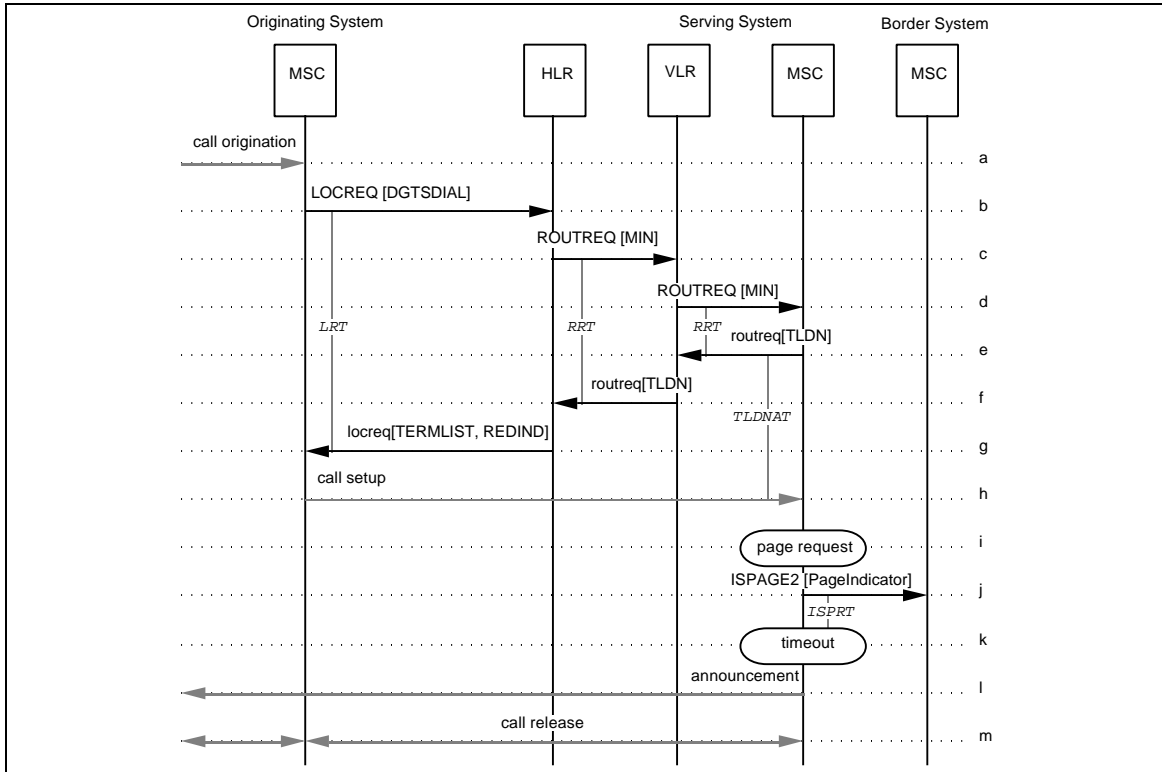 Originating System
Serving System
Border System
MSC
HLR
VLR
MSC
MSC
call origination
a
LOCREQ [DGTSDIAL]
b
ROUTREQ [MIN]
c
ROUTREQ [MIN]
d
LRT
RRT
RRT
routreq[TLDN]
e
routreq[TLDN]
f
TLDNAT
locreq[TERMLIST, REDIND]
g
call setup
h
page request
i
ISPAGE2 [PageIndicator]
j
ISPRT
timeout
k
announcement
l
call release
m